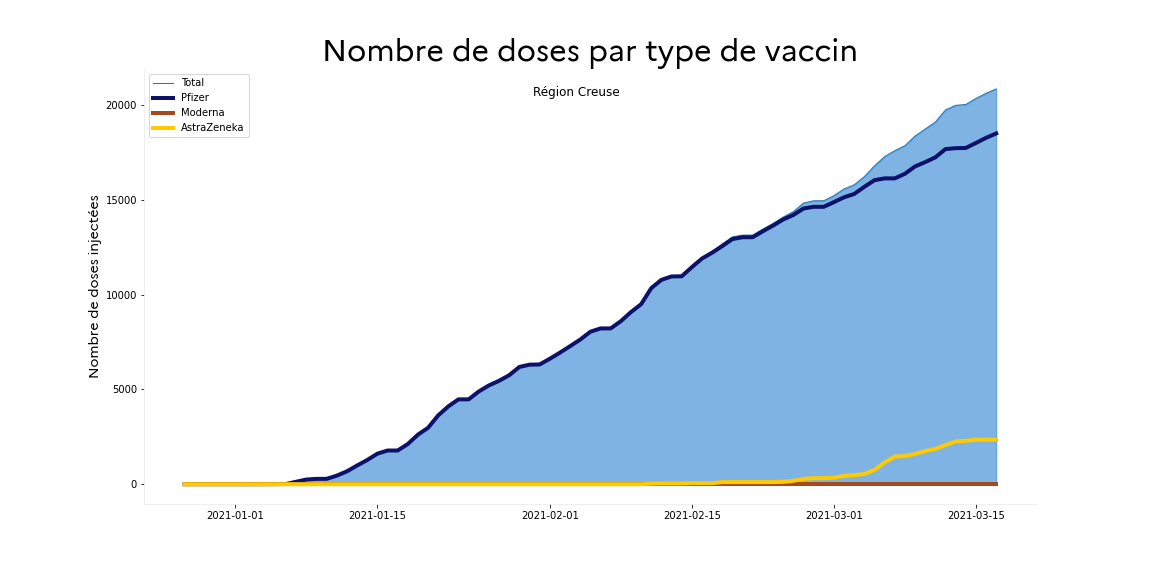 Nombre de doses par type de vaccin
Région Creuse
Total
Pfizer
Moderna
AstraZeneka
Nombre de doses injectées
20000
15000
10000
5000
0
2021-01-01
2021-01-15
2021-02-01
2021-02-15
2021-03-01
2021-03-15